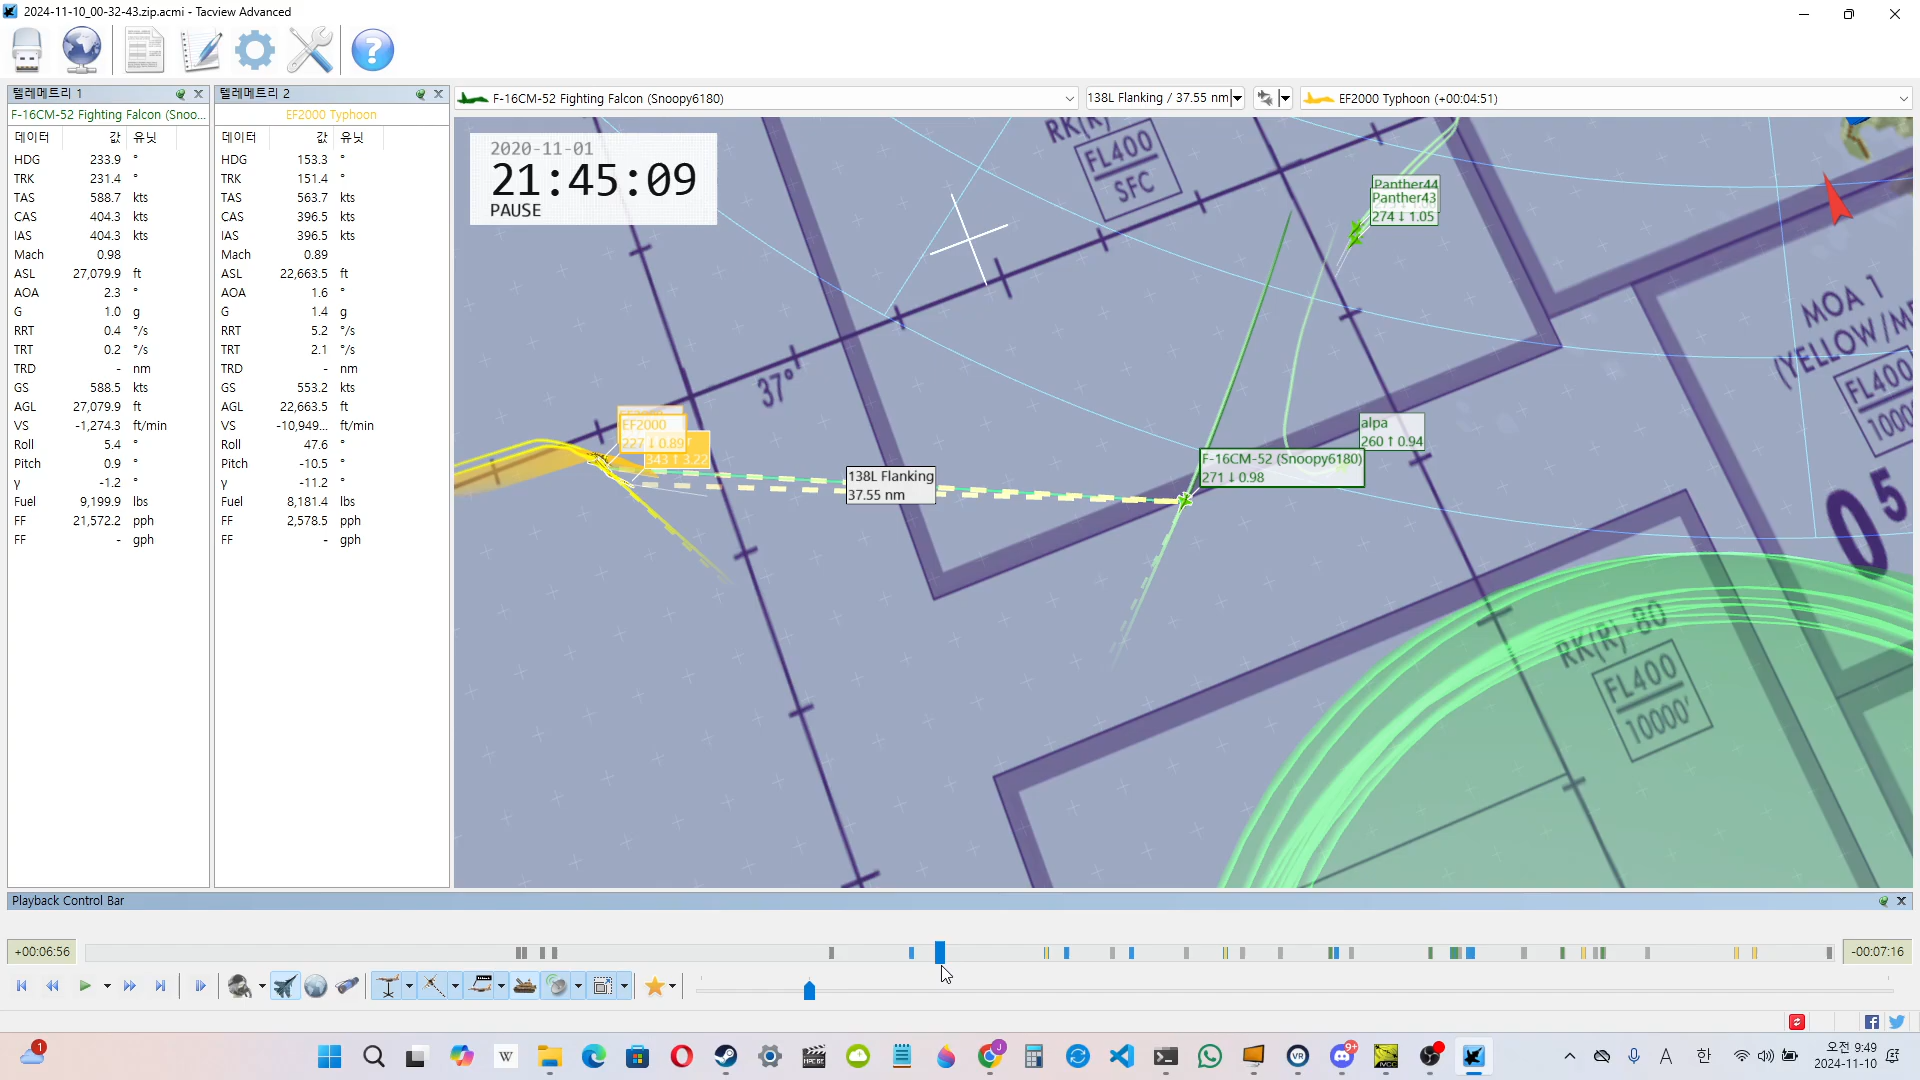 2024-11-10_00-32-43.zip.acmi - Tacview Advanced
텔레메트리 1
텔레메트리 2
F-16CM-52 Fighting Falcon (Snoopy6180)
138L Flanking / 37.55 nm
EF2000 Typhoon (+00:04:51)
F-16CM-52 Fighting Falcon (Snoo...
EF2000 Typhoon
데이터 값 유닛
HDG 233.9 °
TRK 231.4 °
TAS 588.7 kts
CAS 404.3 kts
IAS 404.3 kts
Mach 0.98
ASL 27,079.9 ft
AOA 2.3 °
G 1.0 g
RRT 0.4 °/s
TRT 0.2 °/s
TRD - nm
GS 588.5 kts
AGL 27,079.9 ft
VS -1,274.3 ft/min
Roll 5.4 °
Pitch 0.9 °
γ -1.2 °
Fuel 9,199.9 lbs
FF 21,572.2 pph
FF - gph
데이터 값 유닛
HDG 153.3 °
TRK 151.4 °
TAS 563.7 kts
CAS 396.5 kts
IAS 396.5 kts
Mach 0.89
ASL 22,663.5 ft
AOA 1.6 °
G 1.4 g
RRT 5.2 °/s
TRT 2.1 °/s
TRD - nm
GS 553.2 kts
AGL 22,663.5 ft
VS -10,949... ft/min
Roll 47.6 °
Pitch -10.5 °
γ -11.2 °
Fuel 8,181.4 lbs
FF 2,578.5 pph
FF - gph
2020-11-01
21:45:09
PAUSE
FL400
SFC
Panther44
Panther43
274↓1.05
MOA 1
FL400
37°
EF2000
227↓0.89
343↑3.22
138L Flanking
37.55 nm
alpa
260↑0.94
F-16CM-52 (Snoopy6180)
271↓0.98
05
RK(R)-80
FL400
10000'
Playback Control Bar
+00:06:56
-00:07:16
1
W
J
VR
9+
A
한
오전 9:49
2024-11-10